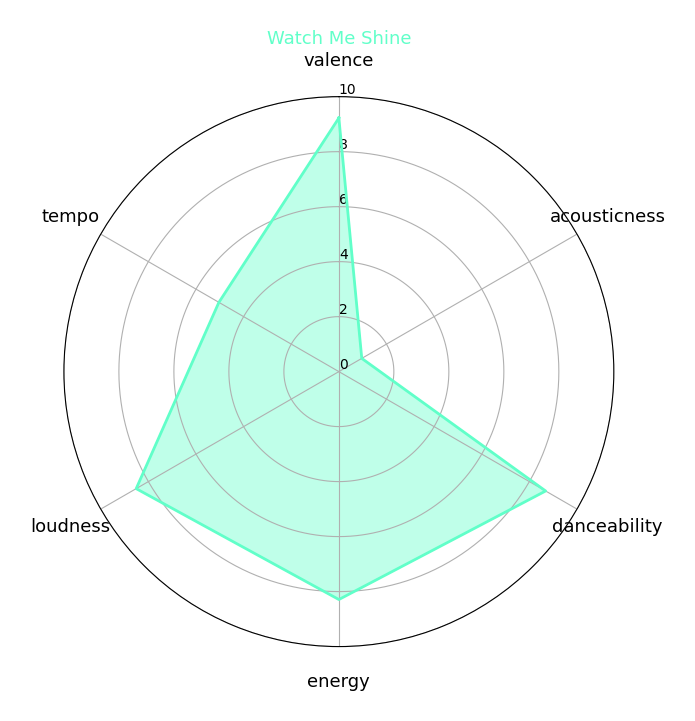 Watch Me Shine
valence
10
8
tempo
6
acousticness
4
2
0
loudness
danceability
energy